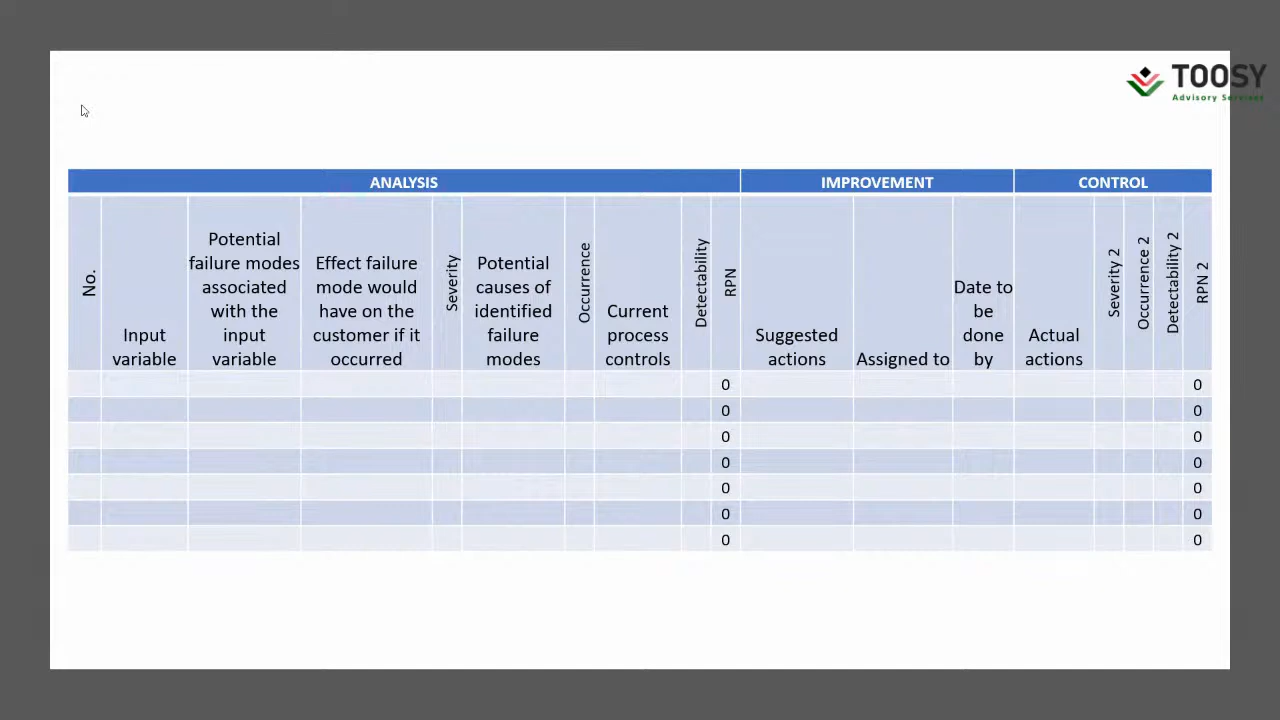 TOOSY
Advisory Services
ANALYSIS
IMPROVEMENT
CONTROL
No.
Input
variable
Potential
failure modes
associated
with the
input
variable
Effect failure
mode would
have on the
customer if it
occurred
Severity
Potential
causes of
identified
failure
modes
Occurrence
Current
process
controls
Detectability
RPN
Suggested
actions
Assigned to
Date to
be
done
by
Actual
actions
Severity 2
Occurrence 2
Detectability 2
RPN 2
0 0
0 0
0 0
0 0
0 0
0 0
0 0